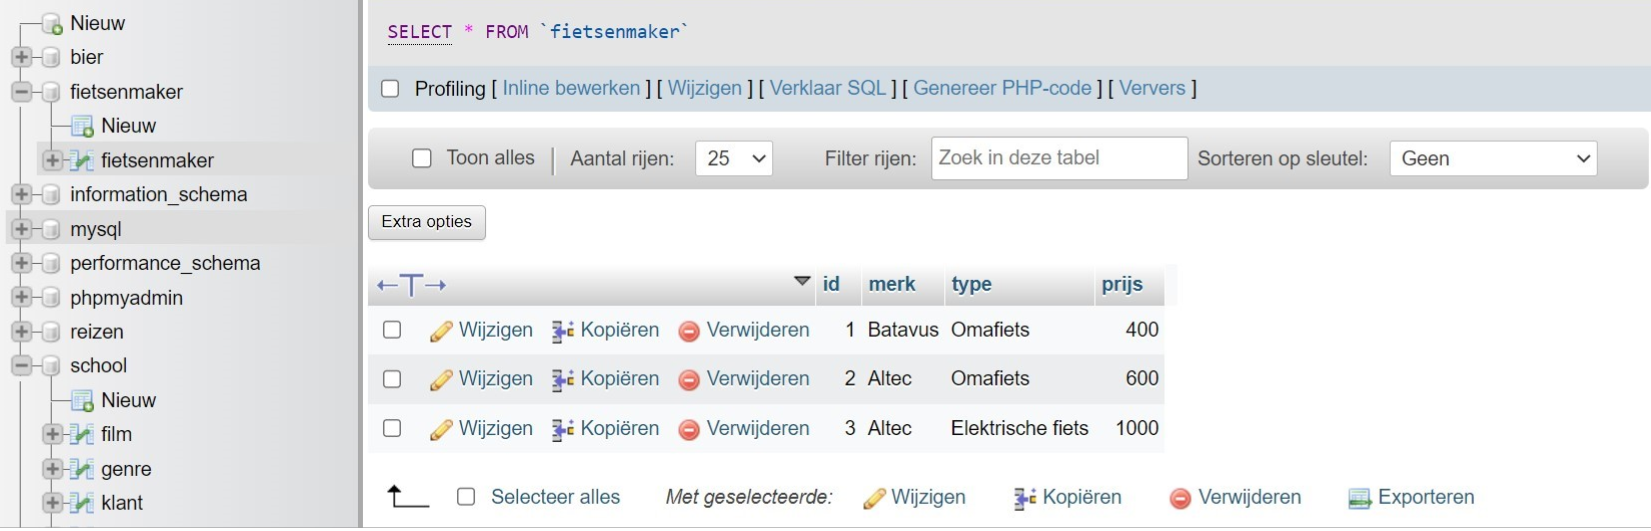 Nieuw
bier
fietsenmaker
Nieuw
fietsenmaker
information_schema
mysql
performance_schema
phpmyadmin
reizen
school
Nieuw
film
genre
klant
SELECT * FROM `fietsenmaker`
Profiling [ Inline bewerken ] [ Wijzigen ] [ Verklaar SQL ] [ Genereer PHP-code ] [ Ververs ]
Toon alles Aantal rijen: 25 Filter rijen: Zoek in deze tabel Sorteren op sleutel: Geen
Extra opties
id merk type prijs
Wijzigen Kopiëren Verwijderen 1 Batavus Omafiets 400
Wijzigen Kopiëren Verwijderen 2 Altec Omafiets 600
Wijzigen Kopiëren Verwijderen 3 Altec Elektrische fiets 1000
Selecteer alles Met geselecteerde: Wijzigen Kopiëren Verwijderen Exporteren